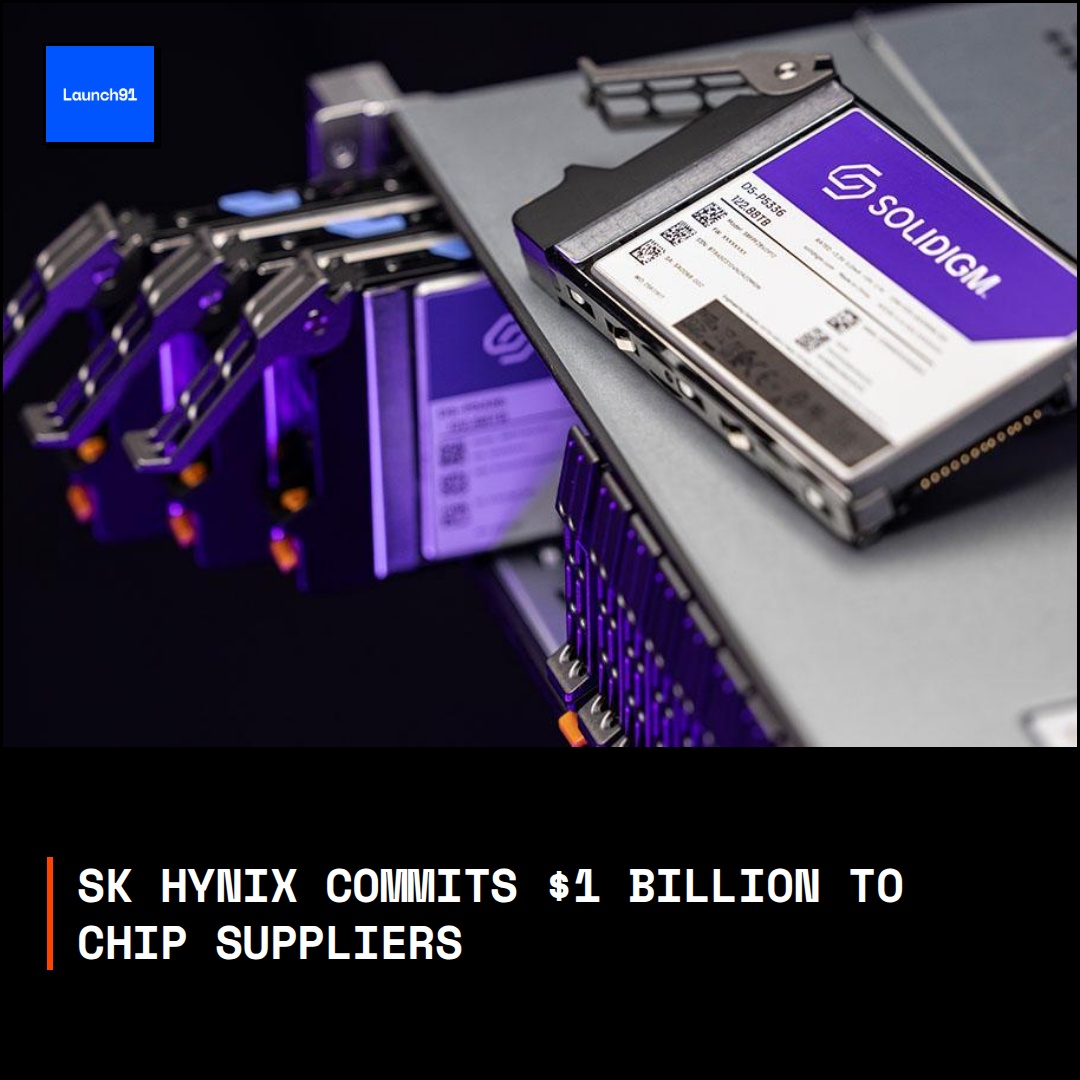 Launch91
SOLIDIGM
D5-P5336
122.88TB
SK HYNIX COMMITS $1 BILLION TO
CHIP SUPPLIERS